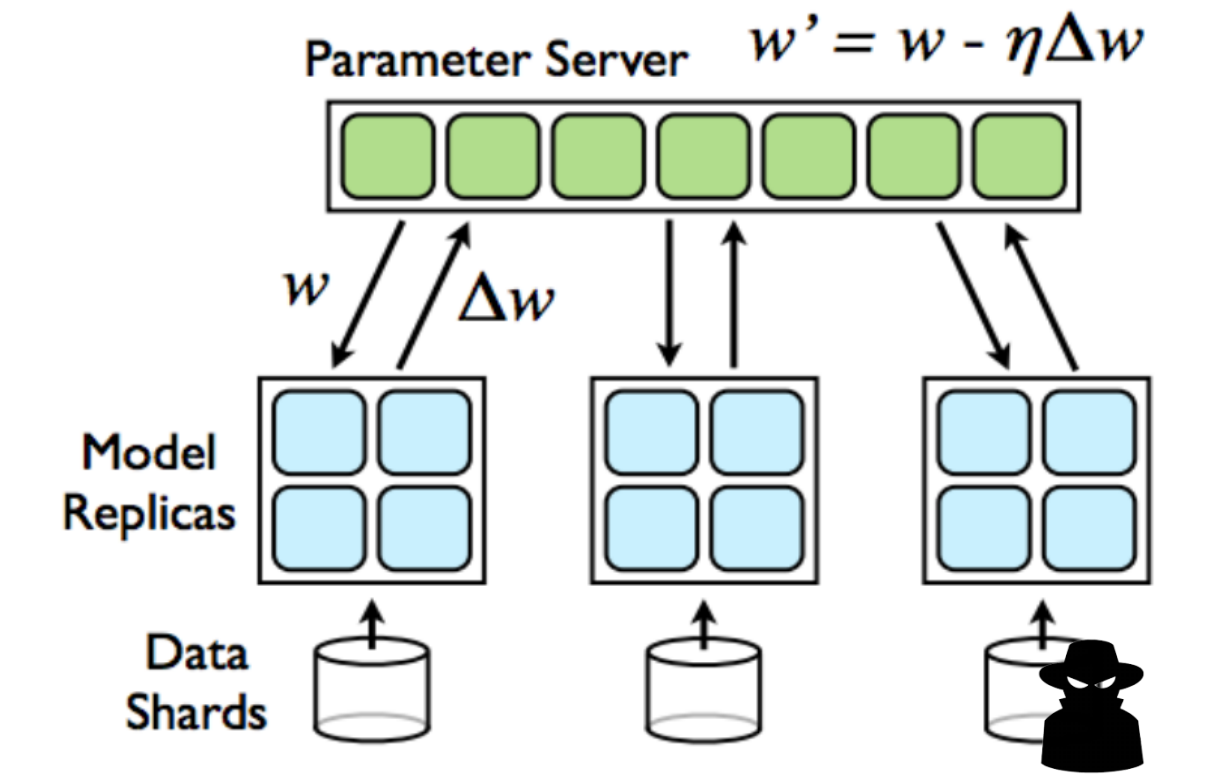 Parameter Server w’ = w - ηΔw
w
Δw
Model
Replicas
Data
Shards